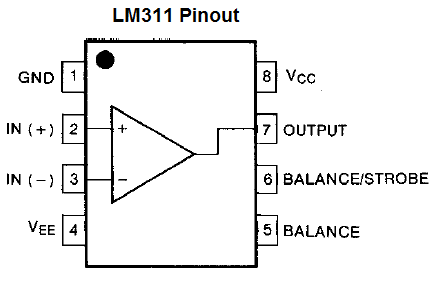 LM311 Pinout
GND 1 8 VCC
IN (+) 2 + 7 OUTPUT
IN (-) 3 - 6 BALANCE/STROBE
VEE 4 5 BALANCE